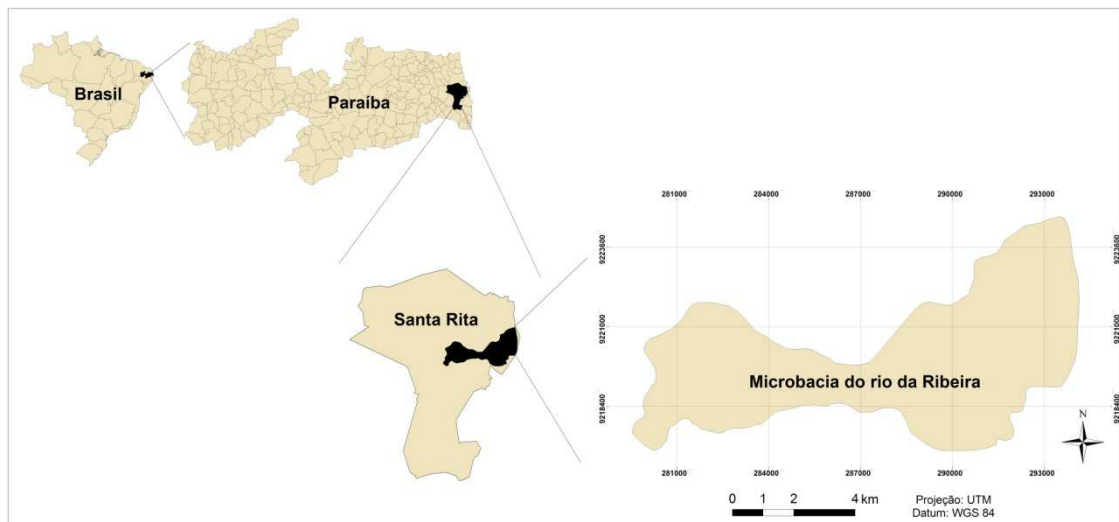 Brasil
Paraíba
Santa Rita
281000
284000
287000
290000
293000
9223600
9223600
9221000
9221000
Microbacia do rio da Ribeira
9218400
9218400
N
281000
284000
287000
290000
293000
0 1 2 4 km
Projeção: UTM
Datum: WGS 84